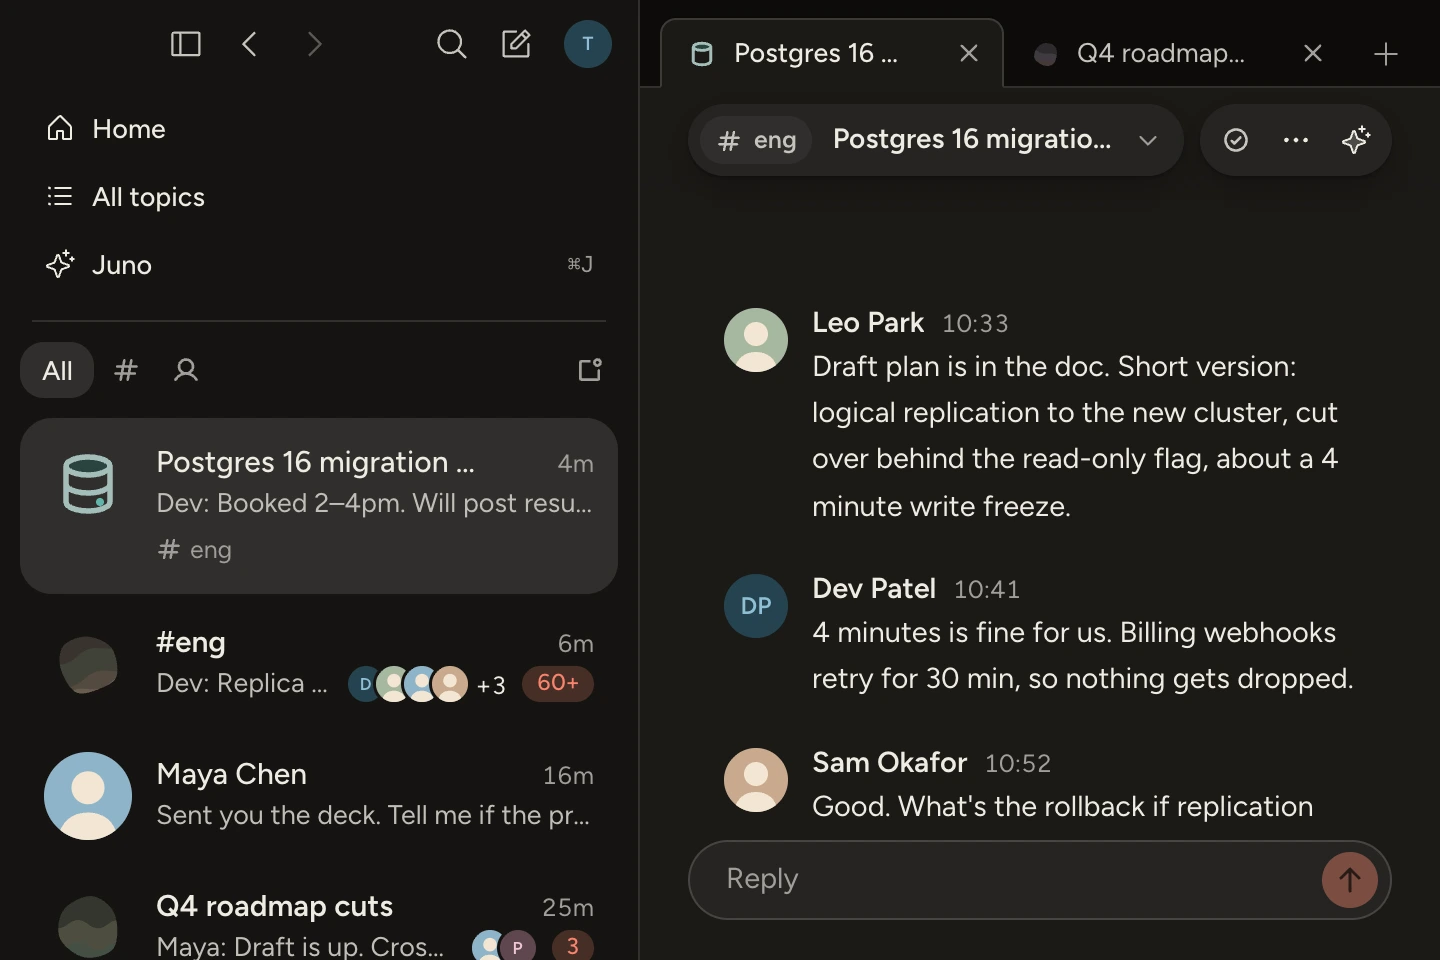 T
Home
All topics
Juno ⌘J
All
Postgres 16 migration ... 4m
Dev: Booked 2–4pm. Will post resu...
# eng
#eng 6m
Dev: Replica ... D +3 60+
Maya Chen 16m
Sent you the deck. Tell me if the pr...
Q4 roadmap cuts 25m
Maya: Draft is up. Cros... P 3
Postgres 16 ...
Q4 roadmap...
# eng Postgres 16 migratio...
Leo Park 10:33
Draft plan is in the doc. Short version:
logical replication to the new cluster, cut
over behind the read-only flag, about a 4
minute write freeze.
DP
Dev Patel 10:41
4 minutes is fine for us. Billing webhooks
retry for 30 min, so nothing gets dropped.
Sam Okafor 10:52
Good. What's the rollback if replication
Reply